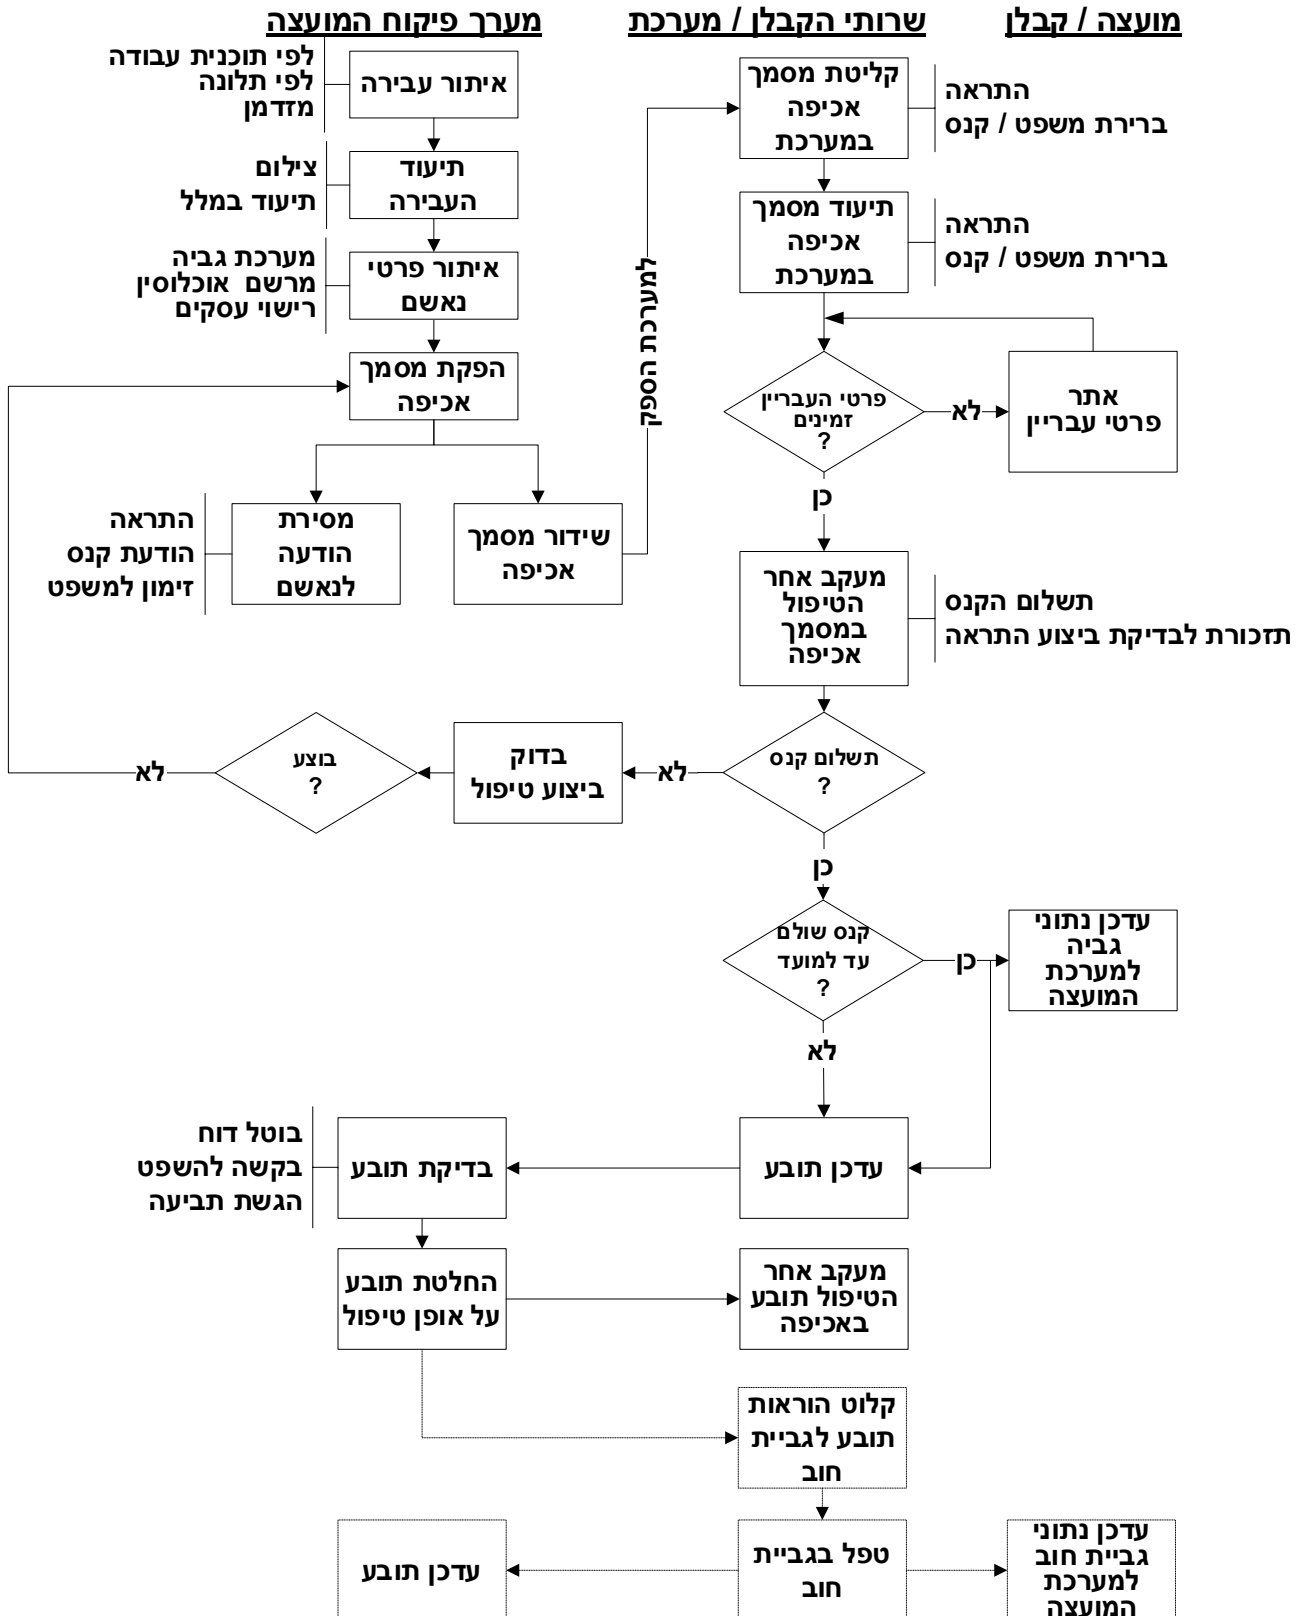 מועצה / קבלן
שרותי הקבלן / מערכת
מערך פיקוח המועצה
לפי תוכנית עבודה
לפי תלונה
מזדמן
איתור עבירה
קליטת מסמך
אכיפה
במערכת
התראה
ברירת משפט / קנס
צילום
תיעוד במלל
תיעוד
העבירה
תיעוד מסמך
אכיפה
במערכת
התראה
ברירת משפט / קנס
מערכת גביה
מרשם אוכלוסין
רישוי עסקים
איתור פרטי
נאשם
למערכת הספק
הפקת מסמך
אכיפה
פרטי העבריין
זמינים
?
לא
אתר
פרטי עבריין
כן
התראה
הודעת קנס
זימון למשפט
מסירת
הודעה
לנאשם
שידור מסמך
אכיפה
מעקב אחר
הטיפול
במסמך
אכיפה
תשלום הקנס
תזכורת לבדיקת ביצוע התראה
תשלום קנס
?
לא
בדוק
ביצוע טיפול
בוצע
?
לא
כן
קנס שולם
עד למועד
?
כן
עדכן נתוני
גביה
למערכת
המועצה
לא
עדכן תובע
בדיקת תובע
בוטל דוח
בקשה להשפט
הגשת תביעה
החלטת תובע
על אופן טיפול
מעקב אחר
הטיפול תובע
באכיפה
קלוט הוראות
תובע לגביית
חוב
טפל בגביית
חוב
עדכן תובע
עדכן נתוני
גביית חוב
למערכת
המועצה